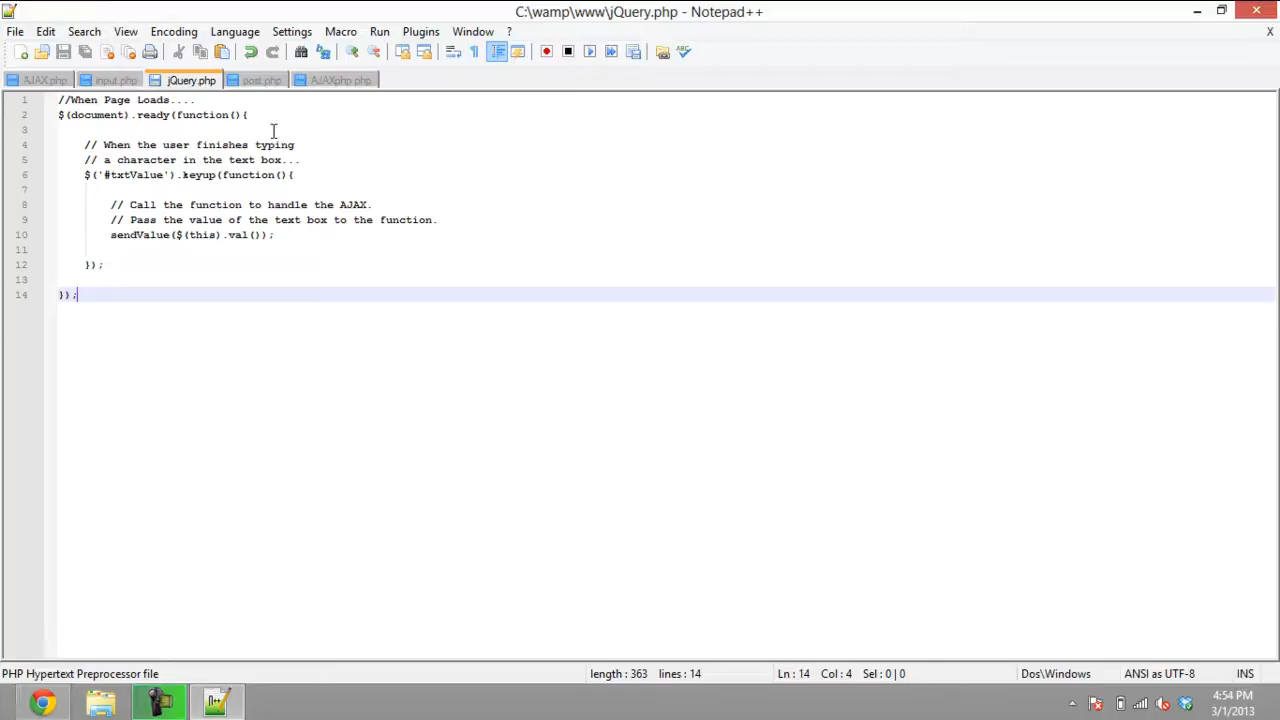 C:\wamp\www\jQuery.php - Notepad++
File Edit Search View Encoding Language Settings Macro Run Plugins Window ? X
AJAX.php input.php jQuery.php post.php AJAXphp.php
1 //When Page Loads....
2 $(document).ready(function(){
3
4 // When the user finishes typing
5 // a character in the text box...
6 $('#txtValue').keyup(function(){
7
8 // Call the function to handle the AJAX.
9 // Pass the value of the text box to the function.
10 sendValue($(this).val());
11
12 });
13
14 });
PHP Hypertext Preprocessor file length : 363 lines : 14 Ln : 14 Col : 4 Sel : 0 | 0 Dos\Windows ANSI as UTF-8 INS
4:54 PM
3/1/2013